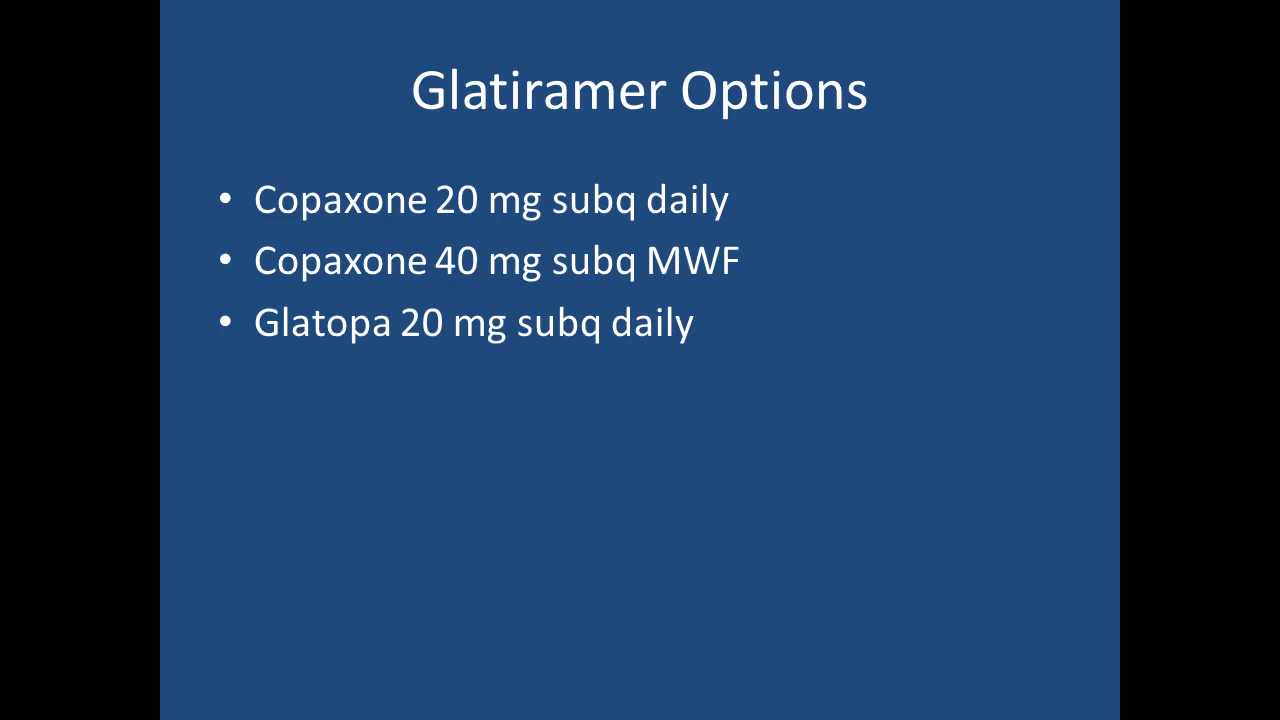 Glatiramer Options
• Copaxone 20 mg subq daily
• Copaxone 40 mg subq MWF
• Glatopa 20 mg subq daily